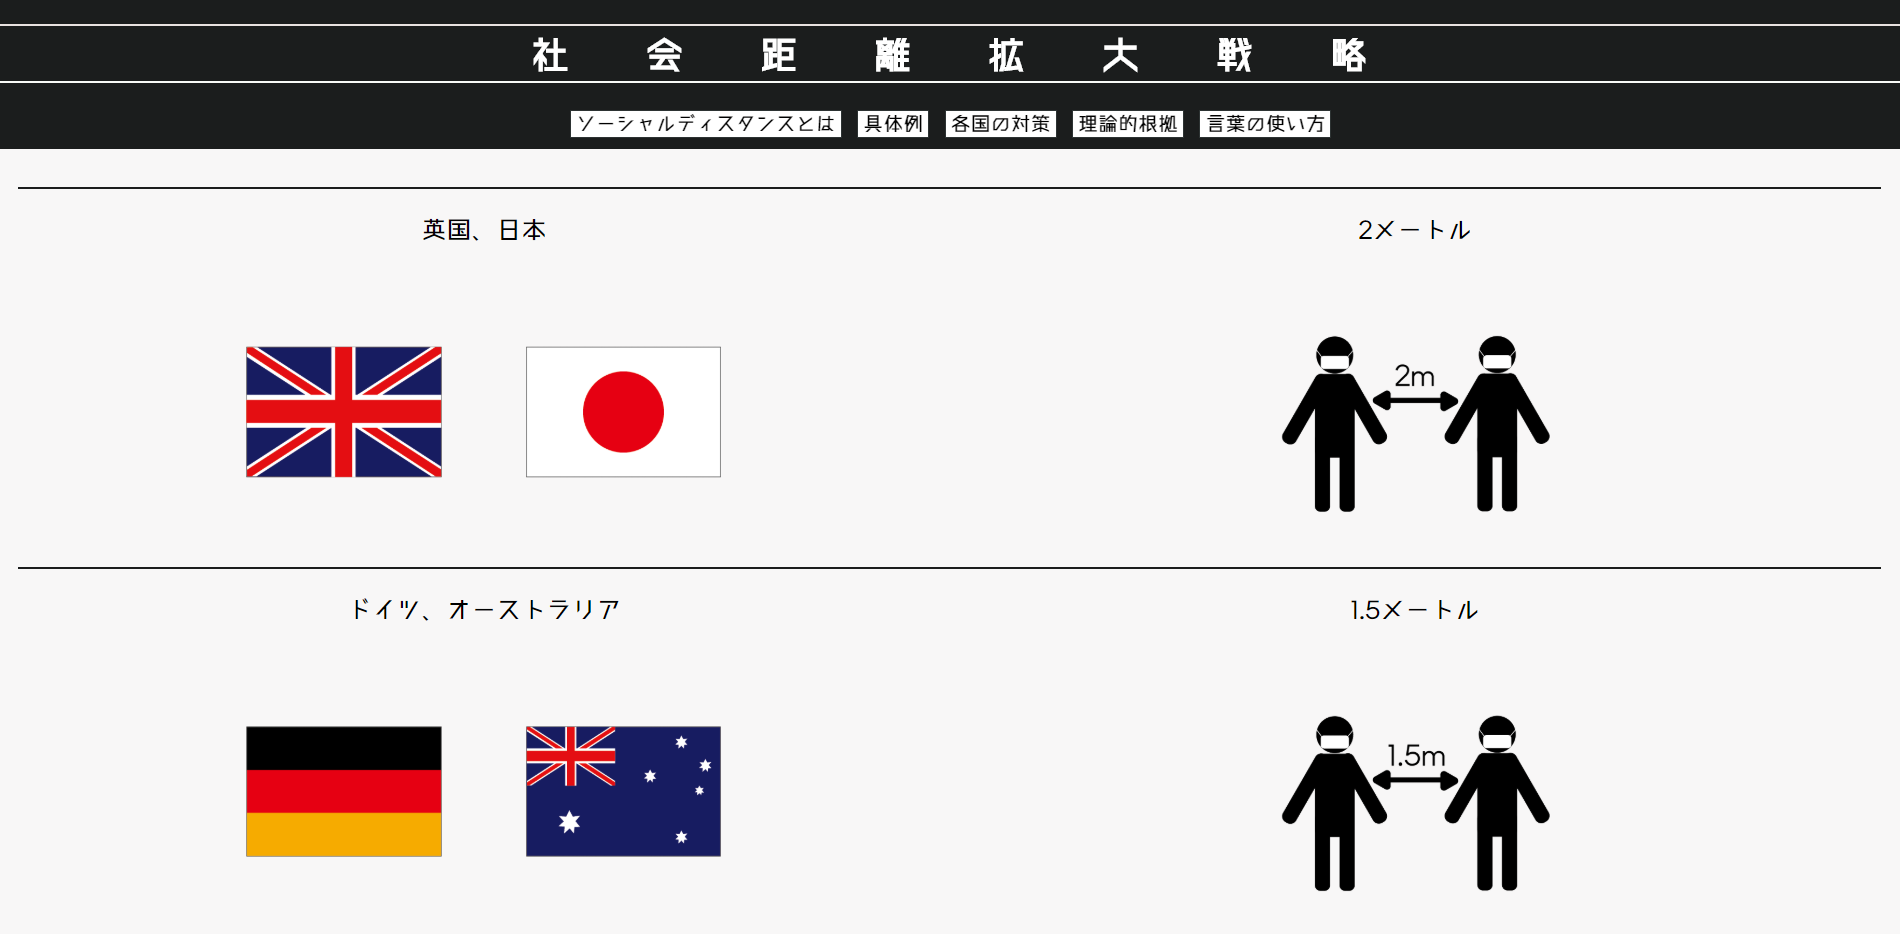 社会距離拡大戦略
ソーシャルディスタンスとは 具体例 各国の対策 理論的根拠 言葉の使い方
英国、日本
2メートル
2m
ドイツ、オーストラリア
1.5メートル
1.5m